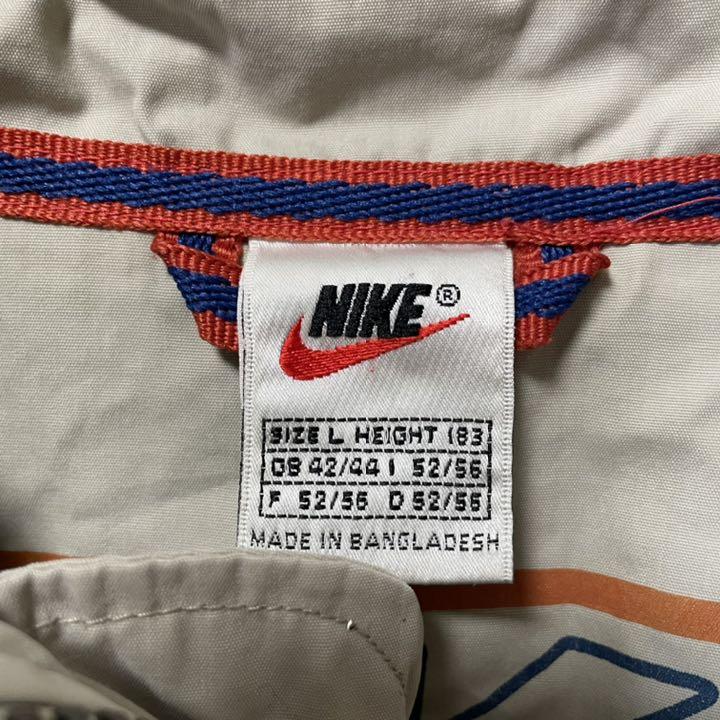 NIKE®
SIZE L HEIGHT 183
GB 42/44 I 52/56
F 52/56 D 52/56
MADE IN BANGLADESH